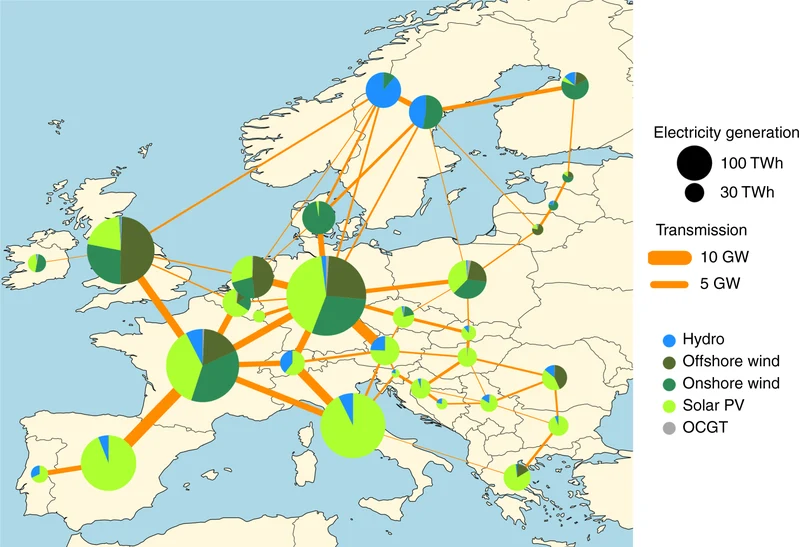 Electricity generation
100 TWh
30 TWh
Transmission
10 GW
5 GW
Hydro
Offshore wind
Onshore wind
Solar PV
OCGT